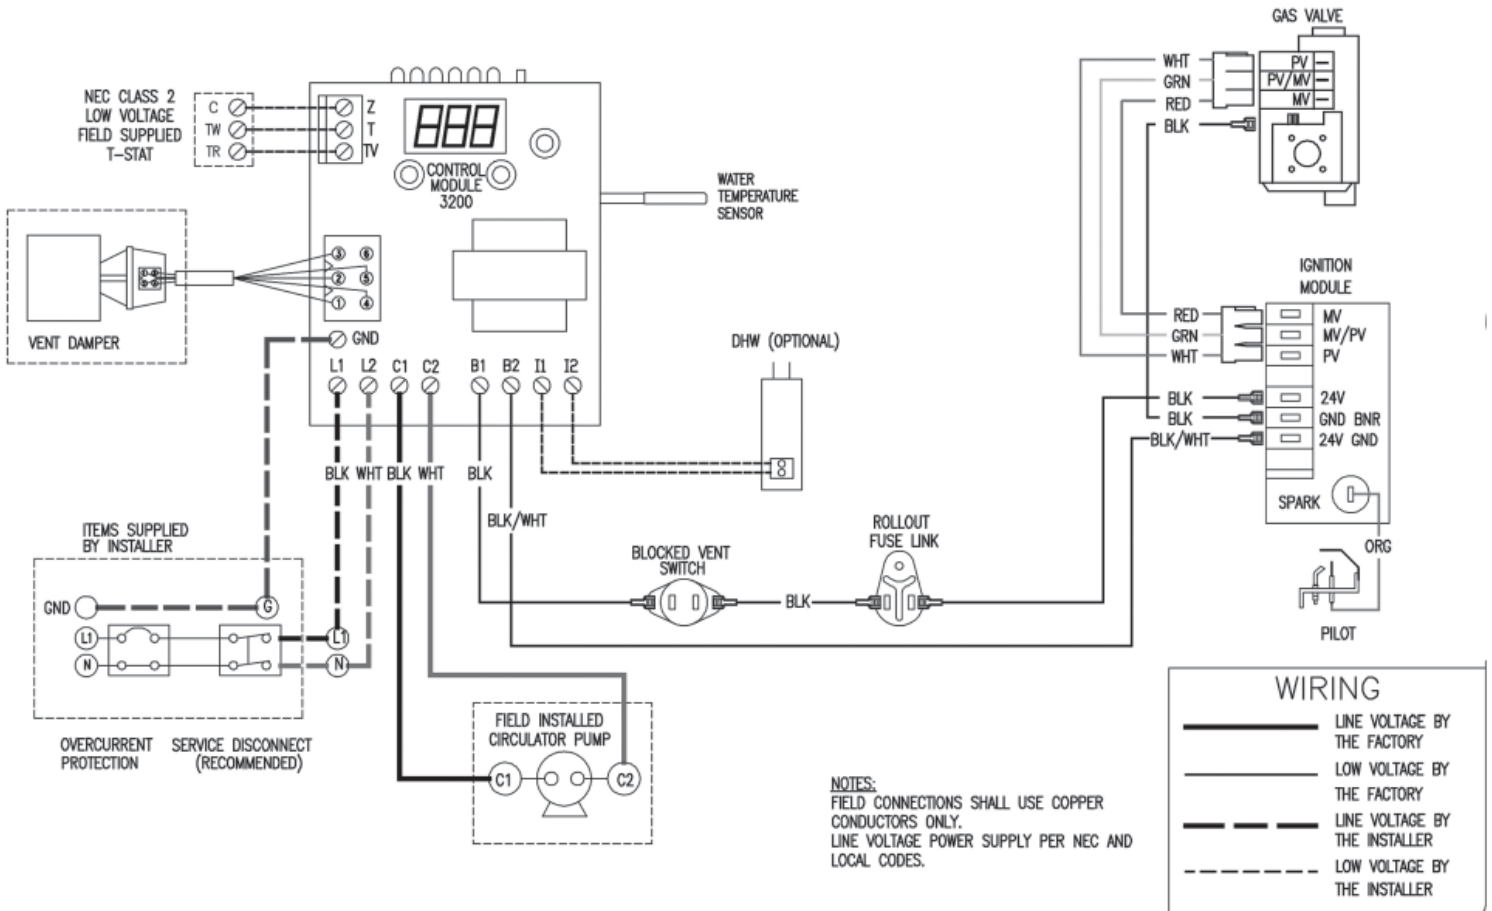 GAS VALVE
WHT
GRN
RED
BLK
PV
PV/MV
MV
NEC CLASS 2
LOW VOLTAGE
FIELD SUPPLIED
T-STAT
C
TW
TR
Z
T
TV
CONTROL
MODULE
3200
WATER
TEMPERATURE
SENSOR
VENT DAMPER
3 6
2 5
1 4
GND
L1 L2 C1 C2 B1 B2 I1 I2
DHW (OPTIONAL)
IGNITION
MODULE
RED
GRN
WHT
MV
MV/PV
PV
BLK
BLK
BLK/WHT
24V
GND BNR
24V GND
SPARK
ORG
PILOT
BLK WHT BLK WHT BLK
BLK/WHT
BLOCKED VENT
SWITCH
BLK
ROLLOUT
FUSE LINK
ITEMS SUPPLIED
BY INSTALLER
GND
G
L1
L1
N
N
OVERCURRENT
PROTECTION
SERVICE DISCONNECT
(RECOMMENDED)
FIELD INSTALLED
CIRCULATOR PUMP
C1
C2
NOTES:
FIELD CONNECTIONS SHALL USE COPPER
CONDUCTORS ONLY.
LINE VOLTAGE POWER SUPPLY PER NEC AND
LOCAL CODES.
WIRING
LINE VOLTAGE BY
THE FACTORY
LOW VOLTAGE BY
THE FACTORY
LINE VOLTAGE BY
THE INSTALLER
LOW VOLTAGE BY
THE INSTALLER